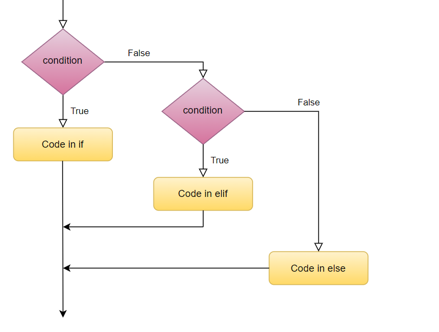 condition
False
condition
False
True
Code in if
True
Code in elif
Code in else